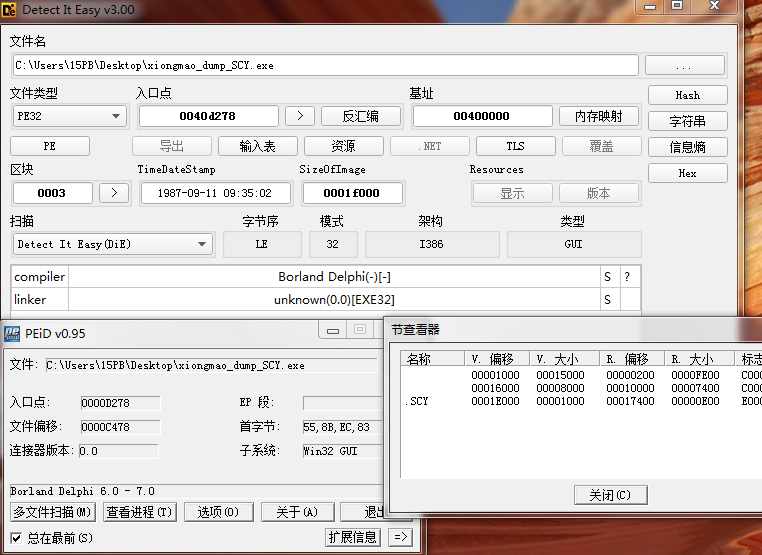 Detect It Easy v3.00
文件名
C:\Users\15PB\Desktop\xiongmao_dump_SCY.exe ...
文件类型 入口点 基址
PE32 0040d278 > 反汇编 00400000 内存映射 Hash
PE 导出 输入表 资源 .NET TLS 覆盖 字符串
区块 TimeDateStamp SizeOfImage Resources 信息熵
0003 > 1987-09-11 09:35:02 0001f000 显示 版本 Hex
扫描 字节序 模式 架构 类型
Detect It Easy(DiE) LE 32 I386 GUI
compiler Borland Delphi(-)[-] S ?
linker unknown(0.0)[EXE32] S
PEiD v0.95
文件: C:\Users\15PB\Desktop\xiongmao_dump_SCY.exe
入口点: 0000D278 EP 段:
文件偏移: 0000C478 首字节: 55,8B,EC,83
连接器版本: 0.0 子系统: Win32 GUI
Borland Delphi 6.0 - 7.0
多文件扫描(M) 查看进程(T) 选项(O) 关于(A) 退出
总在最前(S) 扩展信息 =>
节查看器
名称 V. 偏移 V. 大小 R. 偏移 R. 大小 标志
00001000 00015000 00000200 0000FE00 C000
00016000 00008000 00010000 00007400 C000
.SCY 0001E000 00001000 00017400 00000E00 E000
关闭(C)